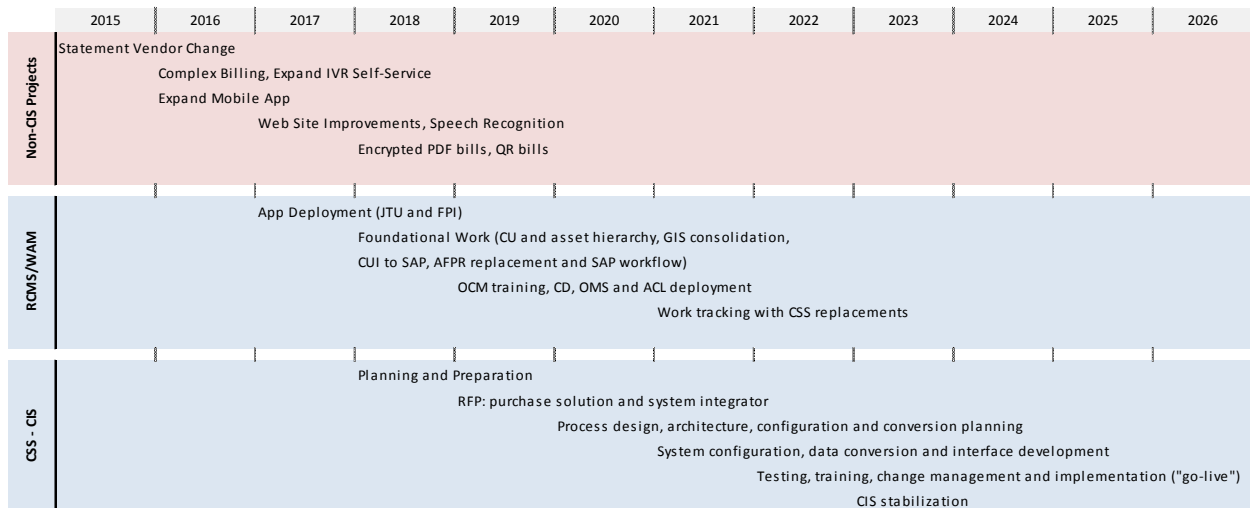 2015 2016 2017 2018 2019 2020 2021 2022 2023 2024 2025 2026
Non-CIS Projects
Statement Vendor Change
Complex Billing, Expand IVR Self-Service
Expand Mobile App
Web Site Improvements, Speech Recognition
Encrypted PDF bills, QR bills
RCMS/WAM
App Deployment (JTU and FPI)
Foundational Work (CU and asset hierarchy, GIS consolidation,
CUI to SAP, AFPR replacement and SAP workflow)
OCM training, CD, OMS and ACL deployment
Work tracking with CSS replacements
CSS - CIS
Planning and Preparation
RFP: purchase solution and system integrator
Process design, architecture, configuration and conversion planning
System configuration, data conversion and interface development
Testing, training, change management and implementation ("go-live")
CIS stabilization